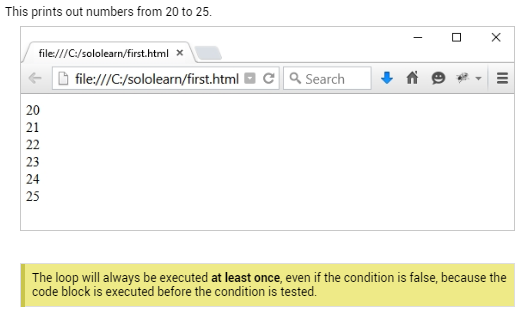 This prints out numbers from 20 to 25.
file:///C:/sololearn/first.html
file:///C:/sololearn/first.html
Search
20
21
22
23
24
25
The loop will always be executed at least once, even if the condition is false, because the
code block is executed before the condition is tested.